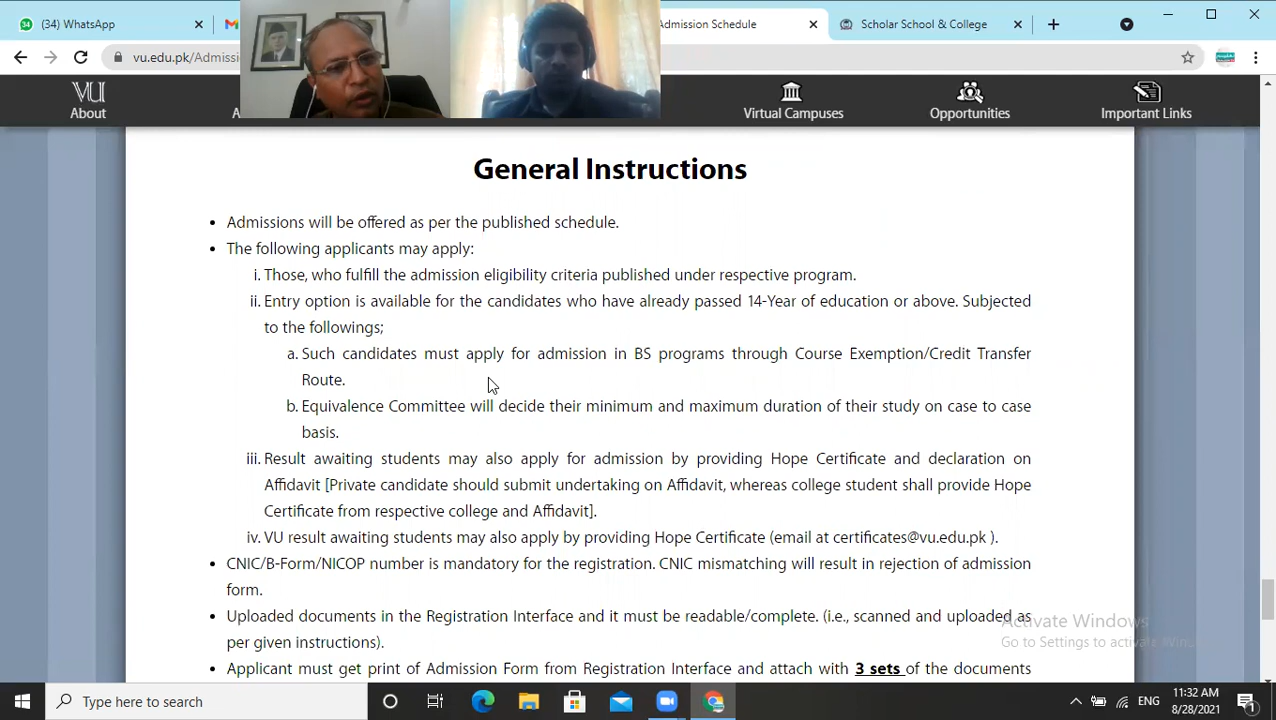 34
(34) WhatsApp
Admission Schedule
Scholar School & College
vu.edu.pk/Admissi
VU
About
A
Virtual Campuses
Opportunities
Important Links
General Instructions
• Admissions will be offered as per the published schedule.
• The following applicants may apply:
i. Those, who fulfill the admission eligibility criteria published under respective program.
ii. Entry option is available for the candidates who have already passed 14-Year of education or above. Subjected
to the followings;
a. Such candidates must apply for admission in BS programs through Course Exemption/Credit Transfer
Route.
b. Equivalence Committee will decide their minimum and maximum duration of their study on case to case
basis.
iii. Result awaiting students may also apply for admission by providing Hope Certificate and declaration on
Affidavit [Private candidate should submit undertaking on Affidavit, whereas college student shall provide Hope
Certificate from respective college and Affidavit].
iv. VU result awaiting students may also apply by providing Hope Certificate (email at certificates@vu.edu.pk ).
• CNIC/B-Form/NICOP number is mandatory for the registration. CNIC mismatching will result in rejection of admission
form.
• Uploaded documents in the Registration Interface and it must be readable/complete. (i.e., scanned and uploaded as
per given instructions).
• Applicant must get print of Admission Form from Registration Interface and attach with 3 sets of the documents
Activate Windows
Go to Settings to activate Win
Type here to search
ENG
11:32 AM
8/28/2021
1